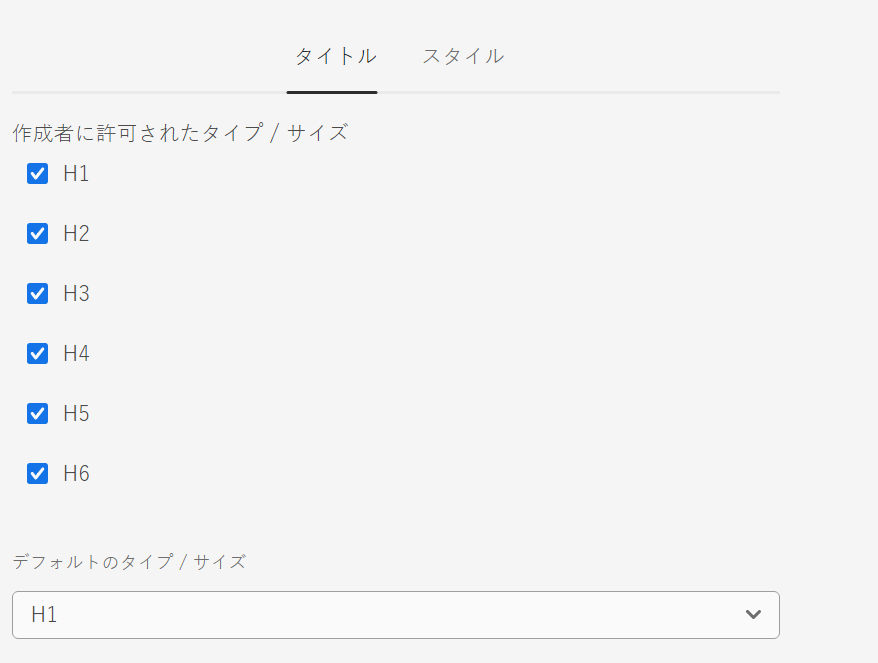 タイトル スタイル
作成者に許可されたタイプ / サイズ
H1
H2
H3
H4
H5
H6
デフォルトのタイプ / サイズ
H1